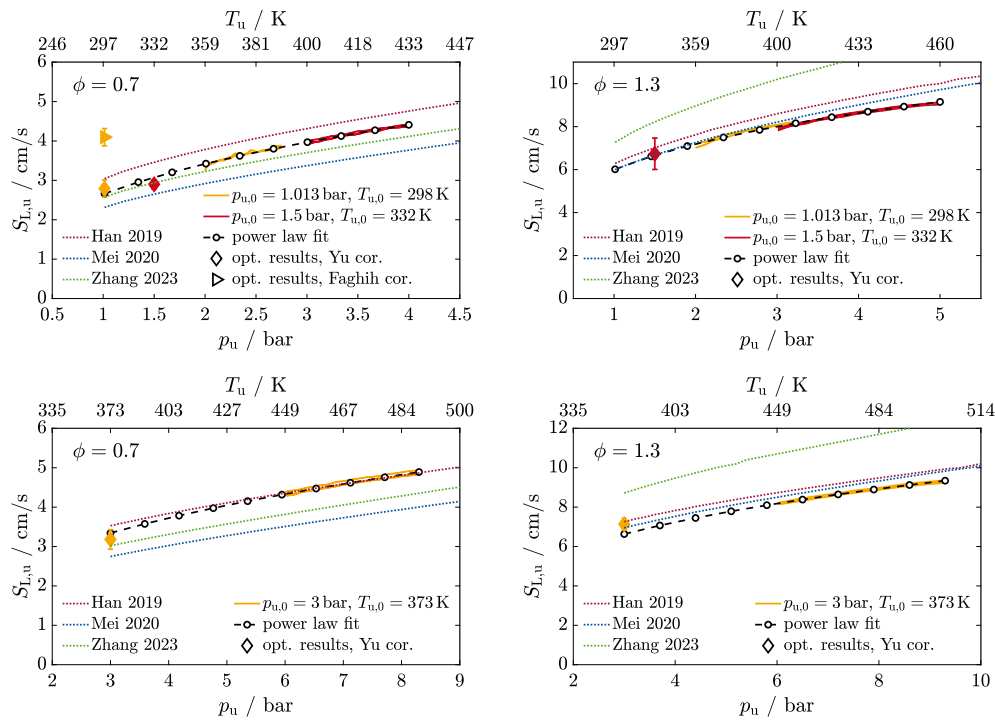 T_u / K
246 297 332 359 381 400 418 433 447
ϕ = 0.7
6
5
4
3
2
1
0
S_L,u / cm/s
p_u,0 = 1.013 bar, T_u,0 = 298 K
p_u,0 = 1.5 bar, T_u,0 = 332 K
Han 2019 power law fit
Mei 2020 opt. results, Yu cor.
Zhang 2023 opt. results, Faghih cor.
0.5 1 1.5 2 2.5 3 3.5 4 4.5
p_u / bar
T_u / K
297 359 400 433 460
ϕ = 1.3
10
8
6
4
2
0
S_L,u / cm/s
p_u,0 = 1.013 bar, T_u,0 = 298 K
Han 2019 p_u,0 = 1.5 bar, T_u,0 = 332 K
Mei 2020 power law fit
Zhang 2023 opt. results, Yu cor.
1 2 3 4 5
p_u / bar
T_u / K
335 373 403 427 449 467 484 500
ϕ = 0.7
6
5
4
3
2
1
0
S_L,u / cm/s
Han 2019 p_u,0 = 3 bar, T_u,0 = 373 K
Mei 2020 power law fit
Zhang 2023 opt. results, Yu cor.
2 3 4 5 6 7 8 9
p_u / bar
T_u / K
335 403 449 484 514
ϕ = 1.3
12
10
8
6
4
2
0
S_L,u / cm/s
Han 2019 p_u,0 = 3 bar, T_u,0 = 373 K
Mei 2020 power law fit
Zhang 2023 opt. results, Yu cor.
2 4 6 8 10
p_u / bar